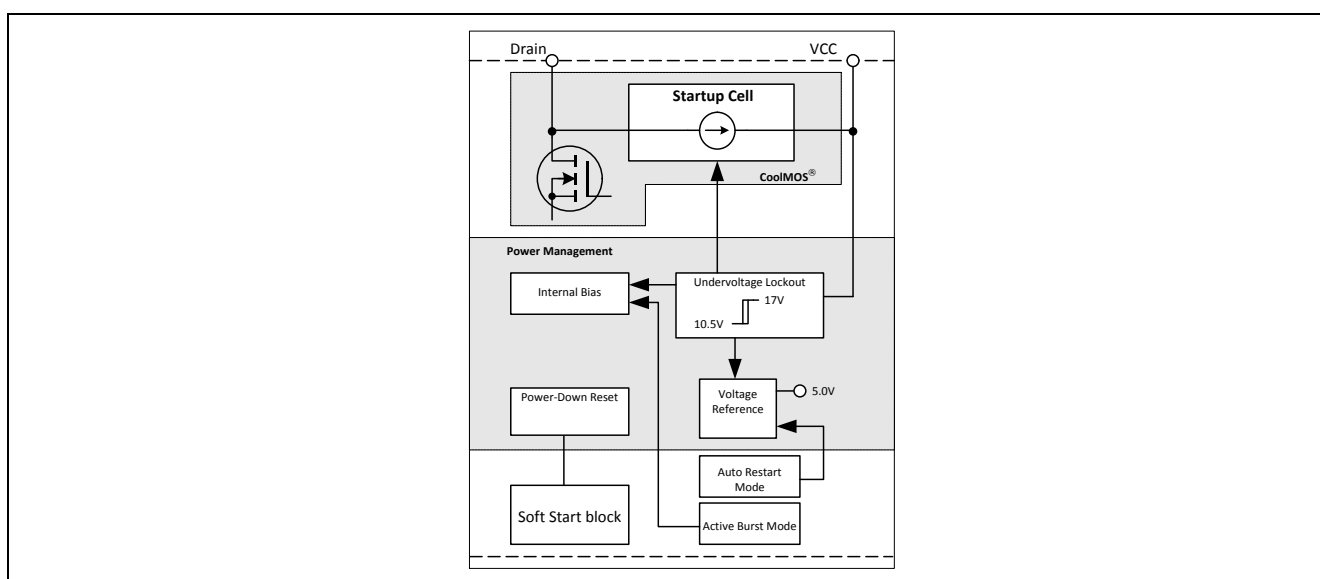 Drain
VCC
Startup Cell
CoolMOS®
Power Management
Internal Bias
Undervoltage Lockout
17V
10.5V
Power-Down Reset
Voltage
Reference
5.0V
Auto Restart
Mode
Soft Start block
Active Burst Mode